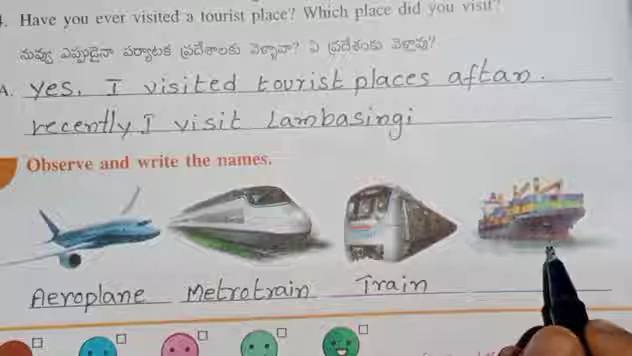 4. Have you ever visited a tourist place? Which place did you visit?
నువ్వు ఎప్పుడైనా పర్యాటక ప్రదేశాలకు వెళ్ళావా? ఏ ప్రదేశంకు వెళ్లావు?
A. Yes, I visited tourist places aftan.
recently I visit Lambasingi
Observe and write the names.
Aeroplane Metrotrain Train